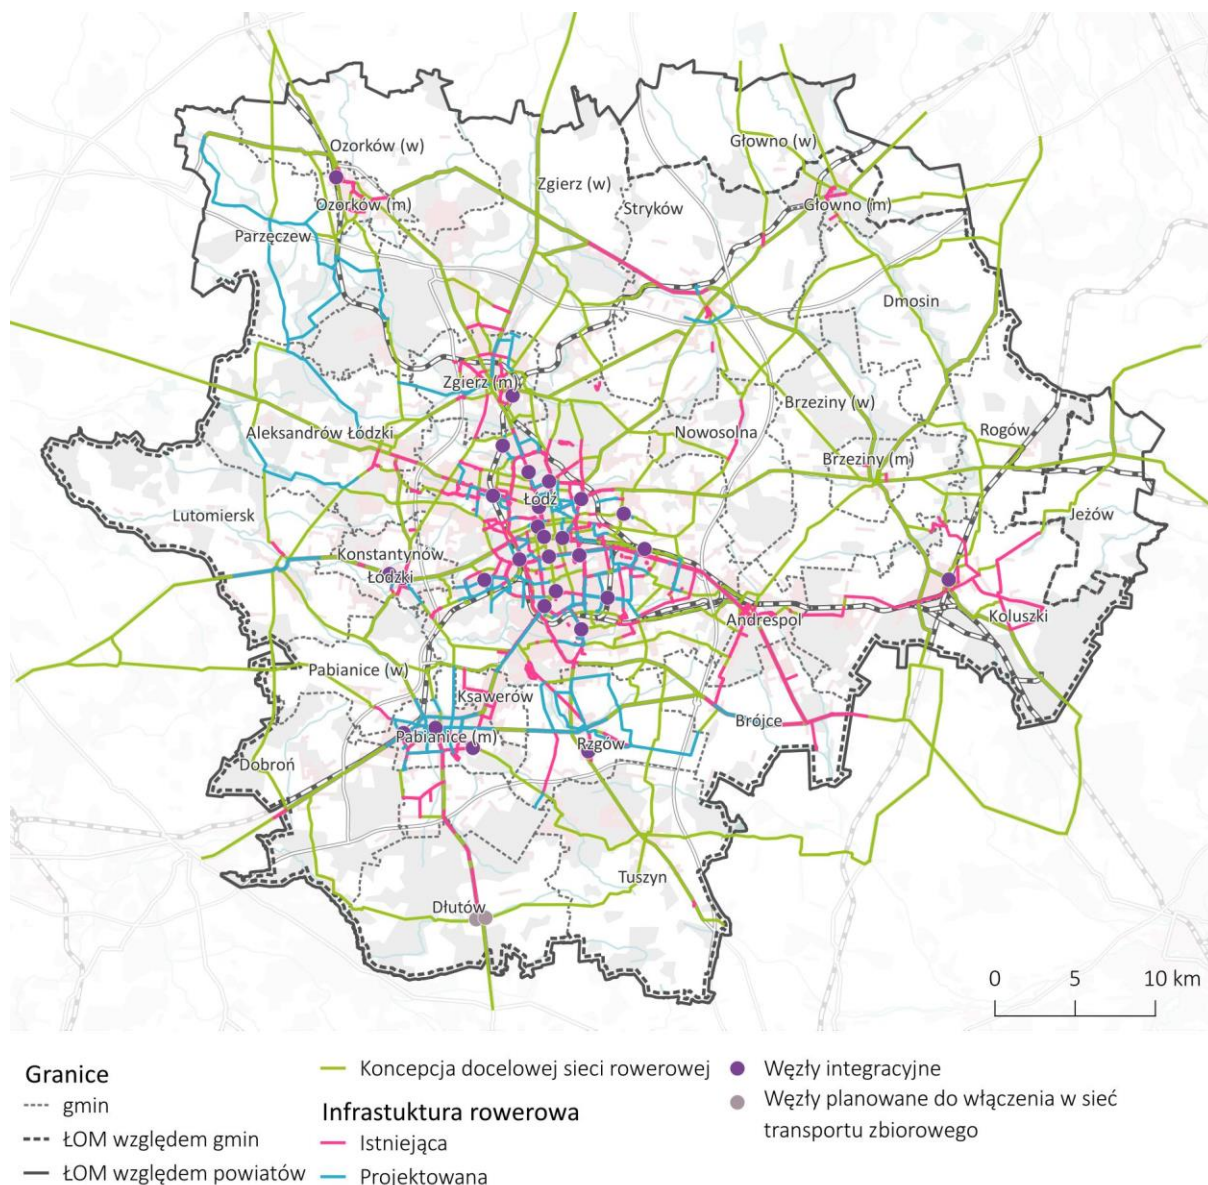 Ozorków (w)
Głowno (w)
Zgierz (w)
Stryków
Ozorków (m)
Głowno (m)
Parzęczew
Dmosin
Zgierz (m)
Brzeziny (w)
Aleksandrów Łódzki
Nowosolna
Rogów
Brzeziny (m)
Łódź
Lutomiersk
Jeżów
Konstantynów
Łódzki
Andrespol
Koluszki
Pabianice (w)
Ksawerów
Brójce
Pabianice (m)
Rzgów
Dobroń
Tuszyn
Dłutów
0 5 10 km
Granice
gmin
ŁOM względem gmin
ŁOM względem powiatów
Koncepcja docelowej sieci rowerowej
Infrastuktura rowerowa
Istniejąca
Projektowana
Węzły integracyjne
Węzły planowane do włączenia w sieć
transportu zbiorowego